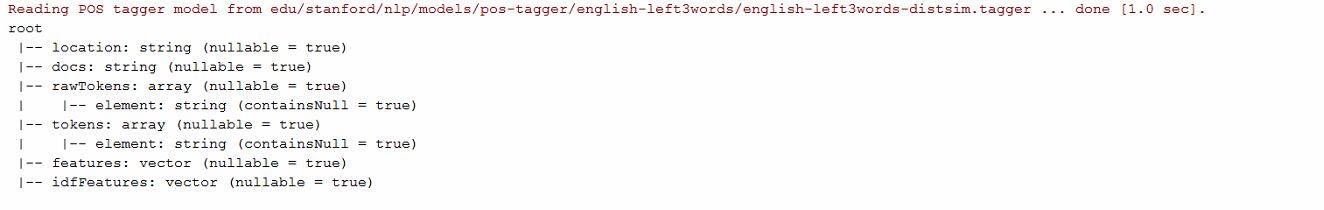 Reading POS tagger model from edu/stanford/nlp/models/pos-tagger/english-left3words/english-left3words-distsim.tagger ... done [1.0 sec].
root
 |-- location: string (nullable = true)
 |-- docs: string (nullable = true)
 |-- rawTokens: array (nullable = true)
 |    |-- element: string (containsNull = true)
 |-- tokens: array (nullable = true)
 |    |-- element: string (containsNull = true)
 |-- features: vector (nullable = true)
 |-- idfFeatures: vector (nullable = true)